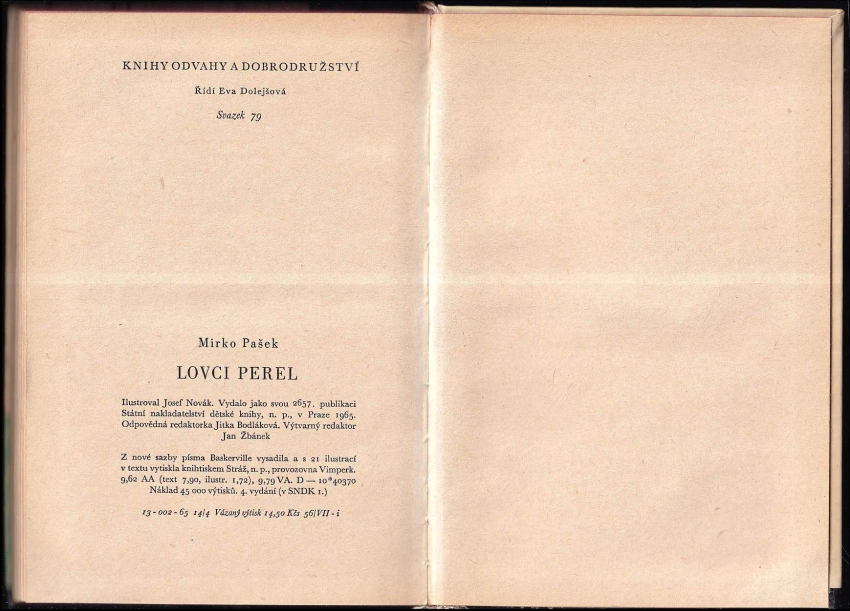 KNIHY ODVAHY A DOBRODRUŽSTVÍ
Řídí Eva Dolejšová
Svazek 79
Mirko Pašek
LOVCI PEREL
Ilustroval Josef Novák. Vydalo jako svou 2657. publikaci
Státní nakladatelství dětské knihy, n. p., v Praze 1965.
Odpovědná redaktorka Jitka Bodláková. Výtvarný redaktor
Jan Žbánek
Z nové sazby písma Baskerville vysadila a s 21 ilustrací
v textu vytiskla knihtiskem Stráž, n. p., provozovna Vimperk.
9,62 AA (text 7,90, ilustr. 1,72), 9,79 VA. D — 10*40370
Náklad 45 000 výtisků. 4. vydání (v SNDK 1.)
13 - 002 - 65 14/4 Vázaný výtisk 14,50 Kčs 56/VII - i